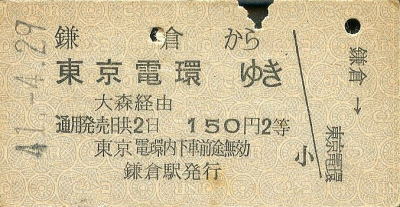 41.-4.29
鎌倉から
東京電環ゆき
大森経由
通用発売日共2日 150円2等
東京電環内下車前途無効
鎌倉駅発行
小
鎌倉→
東京電環